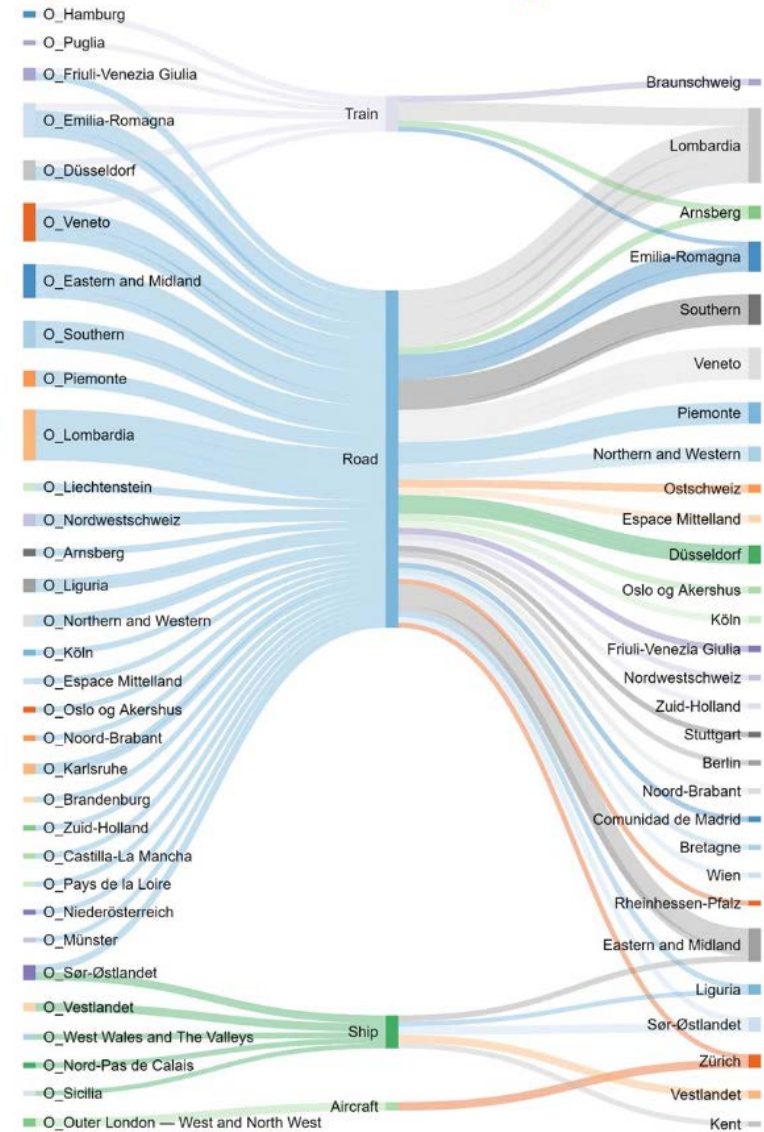 O_Hamburg
O_Puglia
O_Friuli-Venezia Giulia
O_Emilia-Romagna
O_Düsseldorf
O_Veneto
O_Eastern and Midland
O_Southern
O_Piemonte
O_Lombardia
O_Liechtenstein
O_Nordwestschweiz
O_Arnsberg
O_Liguria
O_Northern and Western
O_Köln
O_Espace Mittelland
O_Oslo og Akershus
O_Noord-Brabant
O_Karlsruhe
O_Brandenburg
O_Zuid-Holland
O_Castilla-La Mancha
O_Pays de la Loire
O_Niederösterreich
O_Münster
O_Sør-Østlandet
O_Vestlandet
O_West Wales and The Valleys
O_Nord-Pas de Calais
O_Sicilia
O_Outer London — West and North West
Train
Road
Ship
Aircraft
Braunschweig
Lombardia
Arnsberg
Emilia-Romagna
Southern
Veneto
Piemonte
Northern and Western
Ostschweiz
Espace Mittelland
Düsseldorf
Oslo og Akershus
Köln
Friuli-Venezia Giulia
Nordwestschweiz
Zuid-Holland
Stuttgart
Berlin
Noord-Brabant
Comunidad de Madrid
Bretagne
Wien
Rheinhessen-Pfalz
Eastern and Midland
Liguria
Sør-Østlandet
Zürich
Vestlandet
Kent